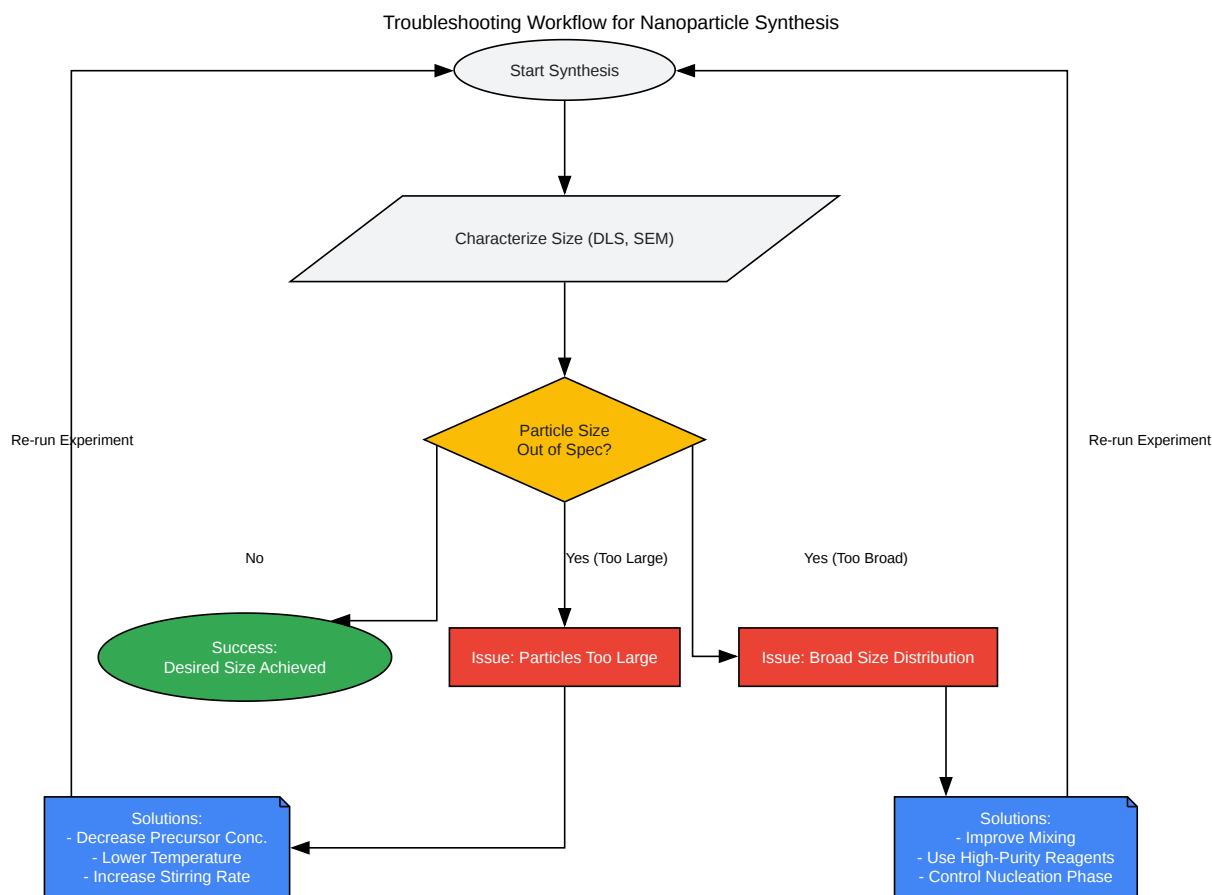 Troubleshooting Workflow for Nanoparticle Synthesis
Start Synthesis
Characterize Size (DLS, SEM)
Particle Size
Out of Spec?
Re-run Experiment
Re-run Experiment
No
Yes (Too Large)
Yes (Too Broad)
Success:
Desired Size Achieved
Issue: Particles Too Large
Issue: Broad Size Distribution
Solutions:
- Decrease Precursor Conc.
- Lower Temperature
- Increase Stirring Rate
Solutions:
- Improve Mixing
- Use High-Purity Reagents
- Control Nucleation Phase